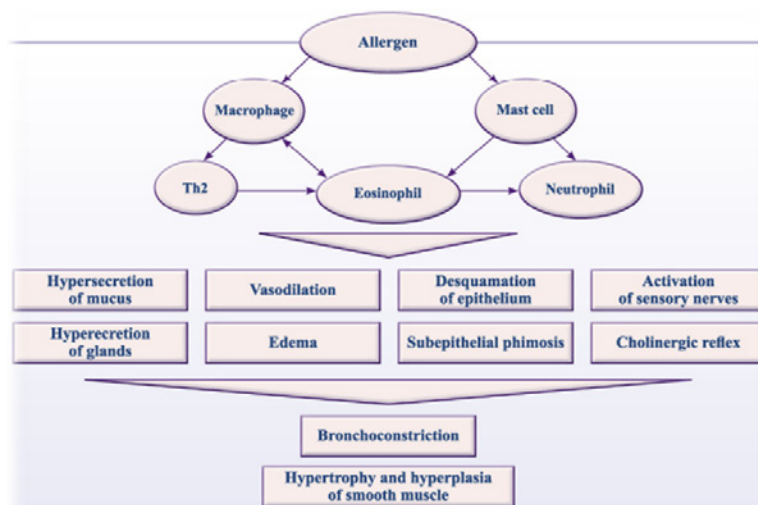 Allergen
Macrophage
Mast cell
Th2
Eosinophil
Neutrophil
Hypersecretion
of mucus
Vasodilation
Desquamation
of epithelium
Activation
of sensory nerves
Hyperecretion
of glands
Edema
Subepithelial phimosis
Cholinergic reflex
Bronchoconstriction
Hypertrophy and hyperplasia
of smooth muscle